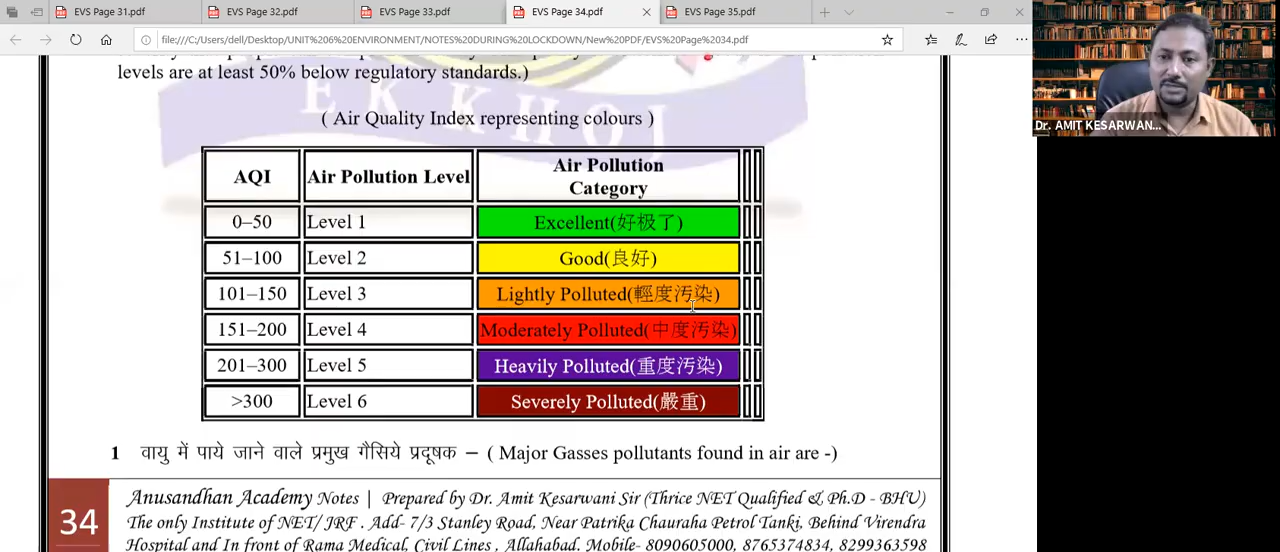 EVS Page 31.pdf
EVS Page 32.pdf
EVS Page 33.pdf
EVS Page 34.pdf
EVS Page 35.pdf
file:///C:/Users/dell/Desktop/UNIT%206%20ENVIRONMENT/NOTES%20DURING%20LOCKDOWN/New%20PDF/EVS%20Page%2034.pdf
Dr. AMIT KESARWAN...
levels are at least 50% below regulatory standards.)
ER KHOJ
( Air Quality Index representing colours )
AQI Air Pollution Level Air Pollution Category
0–50 Level 1 Excellent(好极了)
51–100 Level 2 Good(良好)
101–150 Level 3 Lightly Polluted(輕度汚染)
151–200 Level 4 Moderately Polluted(中度汚染)
201–300 Level 5 Heavily Polluted(重度汚染)
>300 Level 6 Severely Polluted(嚴重)
1 वायु में पाये जाने वाले प्रमुख गैसिये प्रदूषक – ( Major Gasses pollutants found in air are -)
34
Anusandhan Academy Notes | Prepared by Dr. Amit Kesarwani Sir (Thrice NET Qualified & Ph.D - BHU)
The only Institute of NET/ JRF . Add- 7/3 Stanley Road, Near Patrika Chauraha Petrol Tanki, Behind Virendra
Hospital and In front of Rama Medical, Civil Lines , Allahabad. Mobile- 8090605000, 8765374834, 8299363598